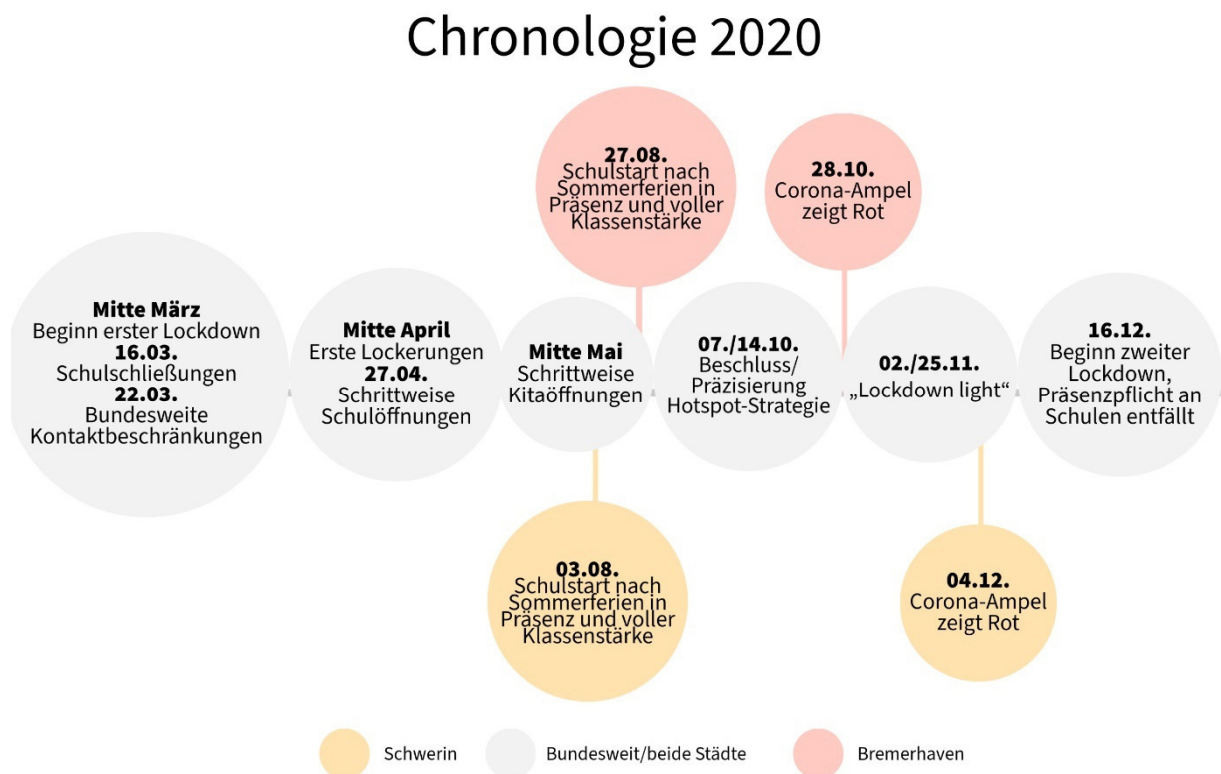 Chronologie 2020
27.08.
Schulstart nach
Sommerferien in
Präsenz und voller
Klassenstärke
28.10.
Corona-Ampel
zeigt Rot
Mitte März
Beginn erster Lockdown
16.03.
Schulschließungen
22.03.
Bundesweite
Kontaktbeschränkungen
Mitte April
Erste Lockerungen
27.04.
Schrittweise
Schulöffnungen
Mitte Mai
Schrittweise
Kitaöffnungen
07./14.10.
Beschluss/
Präzisierung
Hotspot-Strategie
02./25.11.
„Lockdown light“
16.12.
Beginn zweiter
Lockdown,
Präsenzpflicht an
Schulen entfällt
03.08.
Schulstart nach
Sommerferien in
Präsenz und voller
Klassenstärke
04.12.
Corona-Ampel
zeigt Rot
Schwerin
Bundesweit/beide Städte
Bremerhaven